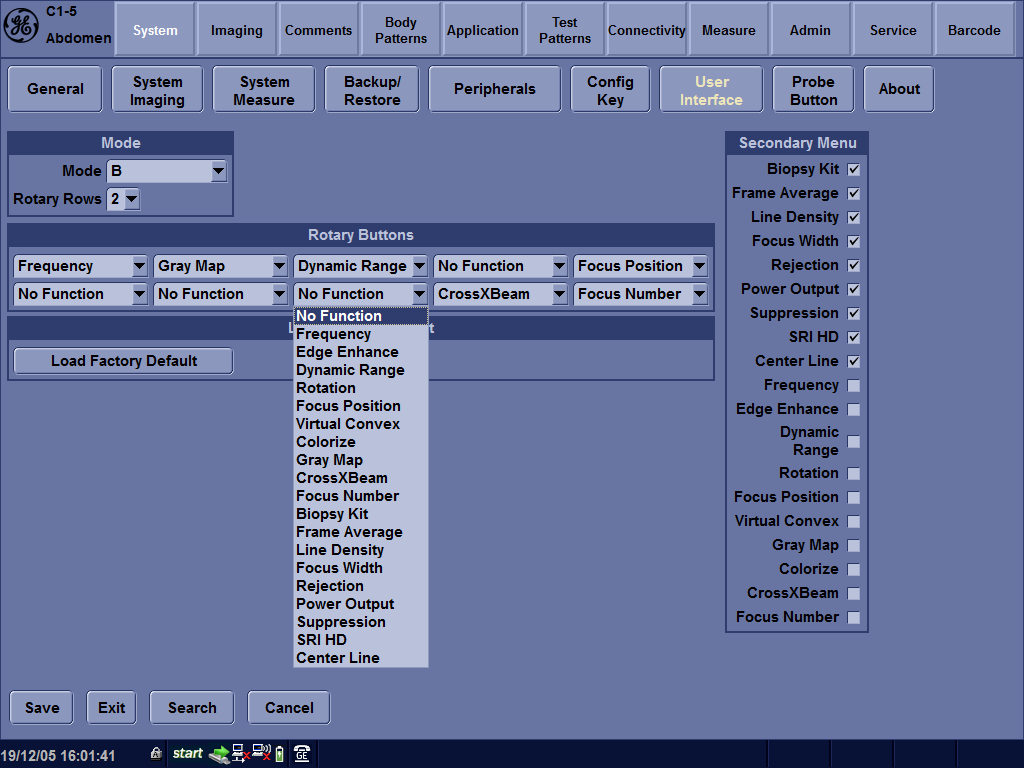 C1-5
Abdomen
System
Imaging
Comments
Body
Patterns
Application
Test
Patterns
Connectivity
Measure
Admin
Service
Barcode
General
System
Imaging
System
Measure
Backup/
Restore
Peripherals
Config
Key
User
Interface
Probe
Button
About
Mode
Mode B
Rotary Rows 2
Rotary Buttons
Frequency Gray Map Dynamic Range No Function Focus Position
No Function No Function No Function CrossXBeam Focus Number
No Function
Frequency
Edge Enhance
Dynamic Range
Rotation
Focus Position
Virtual Convex
Colorize
Gray Map
CrossXBeam
Focus Number
Biopsy Kit
Frame Average
Line Density
Focus Width
Rejection
Power Output
Suppression
SRI HD
Center Line
Load Factory Default
Secondary Menu
Biopsy Kit
Frame Average
Line Density
Focus Width
Rejection
Power Output
Suppression
SRI HD
Center Line
Frequency
Edge Enhance
Dynamic
Range
Rotation
Focus Position
Virtual Convex
Gray Map
Colorize
CrossXBeam
Focus Number
Save Exit Search Cancel
19/12/05 16:01:41 A start GE